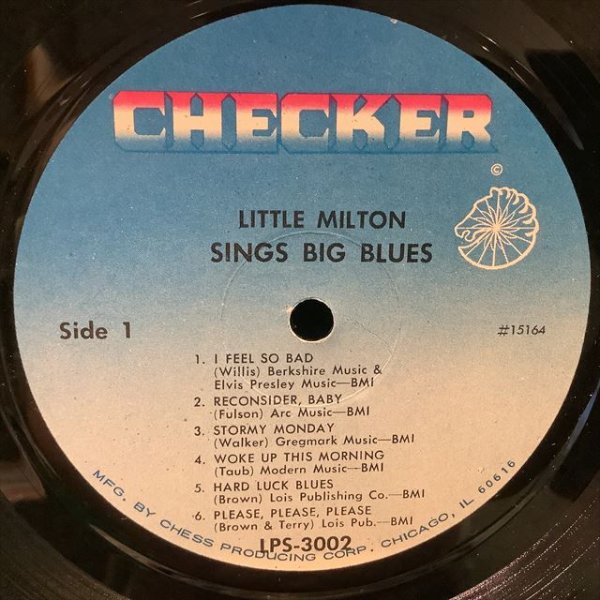 CHECKER
©
LITTLE MILTON
SINGS BIG BLUES
Side 1
#15164
1. I FEEL SO BAD
(Willis) Berkshire Music &
Elvis Presley Music—BMI
2. RECONSIDER, BABY
(Fulson) Arc Music—BMI
3. STORMY MONDAY
(Walker) Gregmark Music—BMI
4. WOKE UP THIS MORNING
(Taub) Modern Music—BMI
5. HARD LUCK BLUES
(Brown) Lois Publishing Co.—BMI
6. PLEASE, PLEASE, PLEASE
(Brown & Terry) Lois Pub.—BMI
LPS-3002
MFG. BY CHESS PRODUCING CORP. CHICAGO, IL 60616